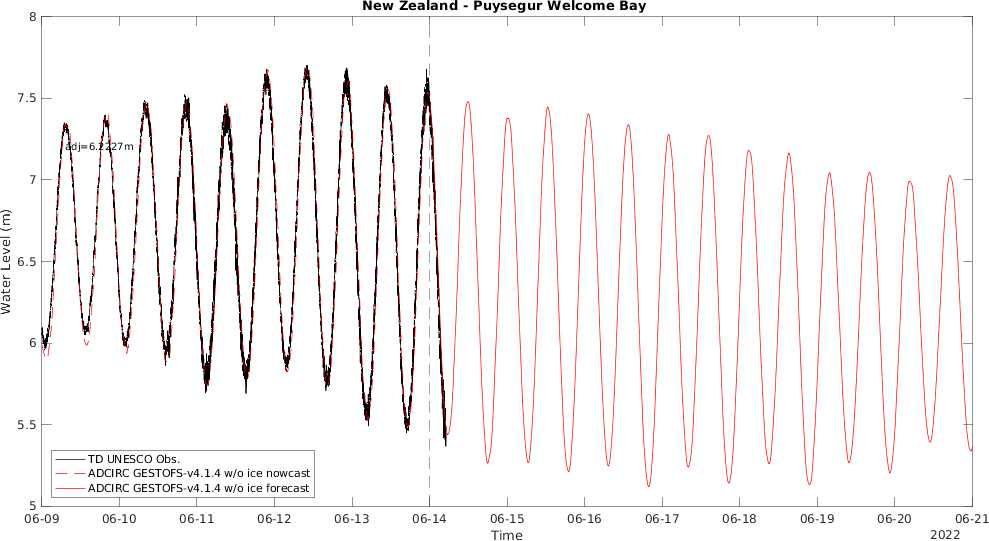 New Zealand - Puysegur Welcome Bay
8
7.5
7
6.5
6
5.5
5
Water Level (m)
adj=6.2227m
TD UNESCO Obs.
ADCIRC GESTOFS-v4.1.4 w/o ice nowcast
ADCIRC GESTOFS-v4.1.4 w/o ice forecast
06-09 06-10 06-11 06-12 06-13 06-14 06-15 06-16 06-17 06-18 06-19 06-20 06-21
Time
2022